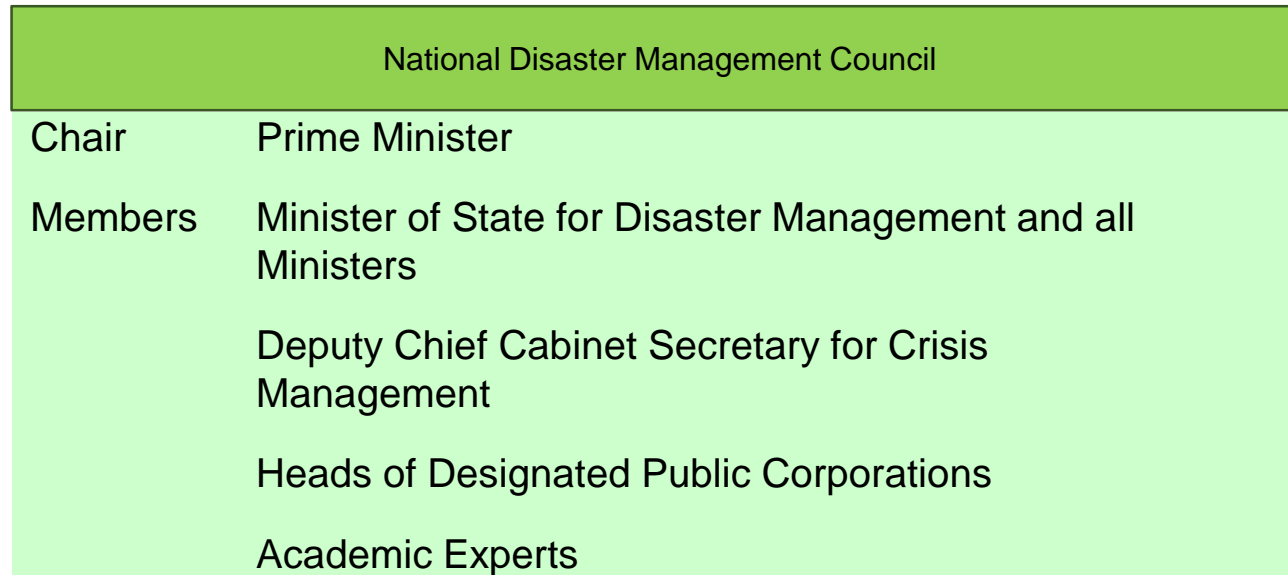 National Disaster Management Council
Chair Prime Minister
Members Minister of State for Disaster Management and all
Ministers
Deputy Chief Cabinet Secretary for Crisis
Management
Heads of Designated Public Corporations
Academic Experts